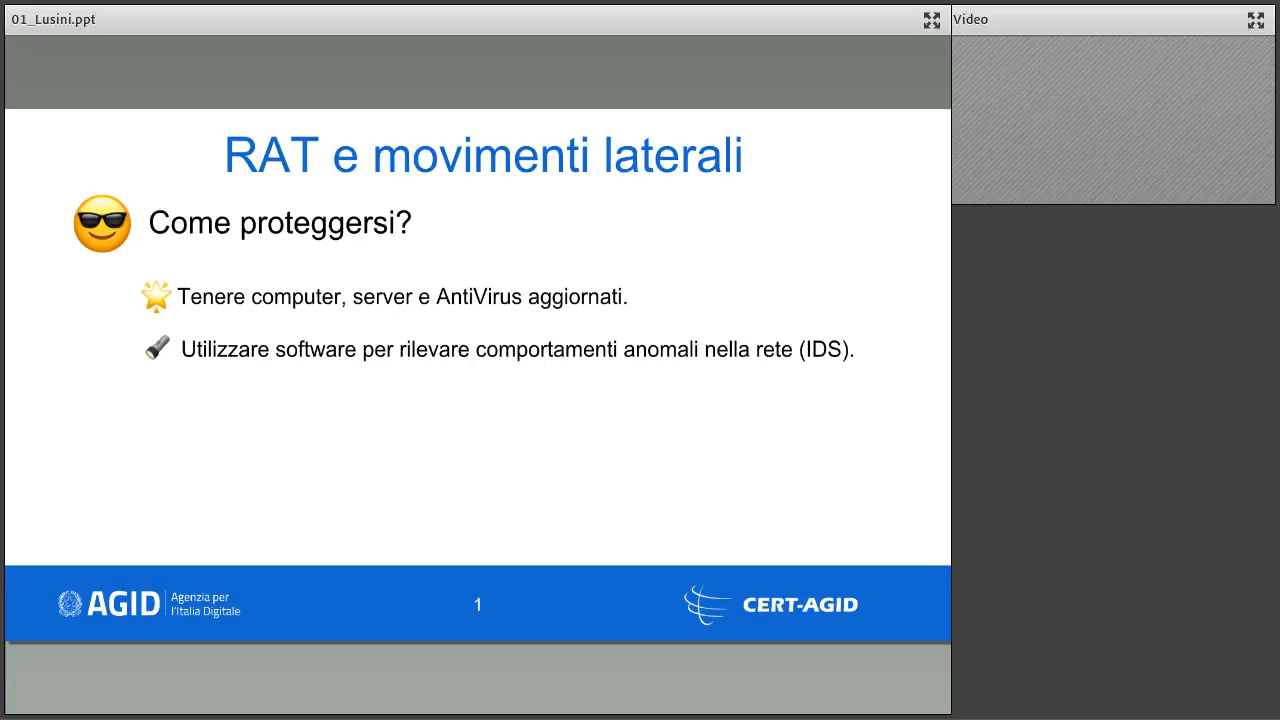 01_Lusini.ppt
Video
RAT e movimenti laterali
Come proteggersi?
Tenere computer, server e AntiVirus aggiornati.
Utilizzare software per rilevare comportamenti anomali nella rete (IDS).
AGID
Agenzia per
l'Italia Digitale
1
CERT-AGID